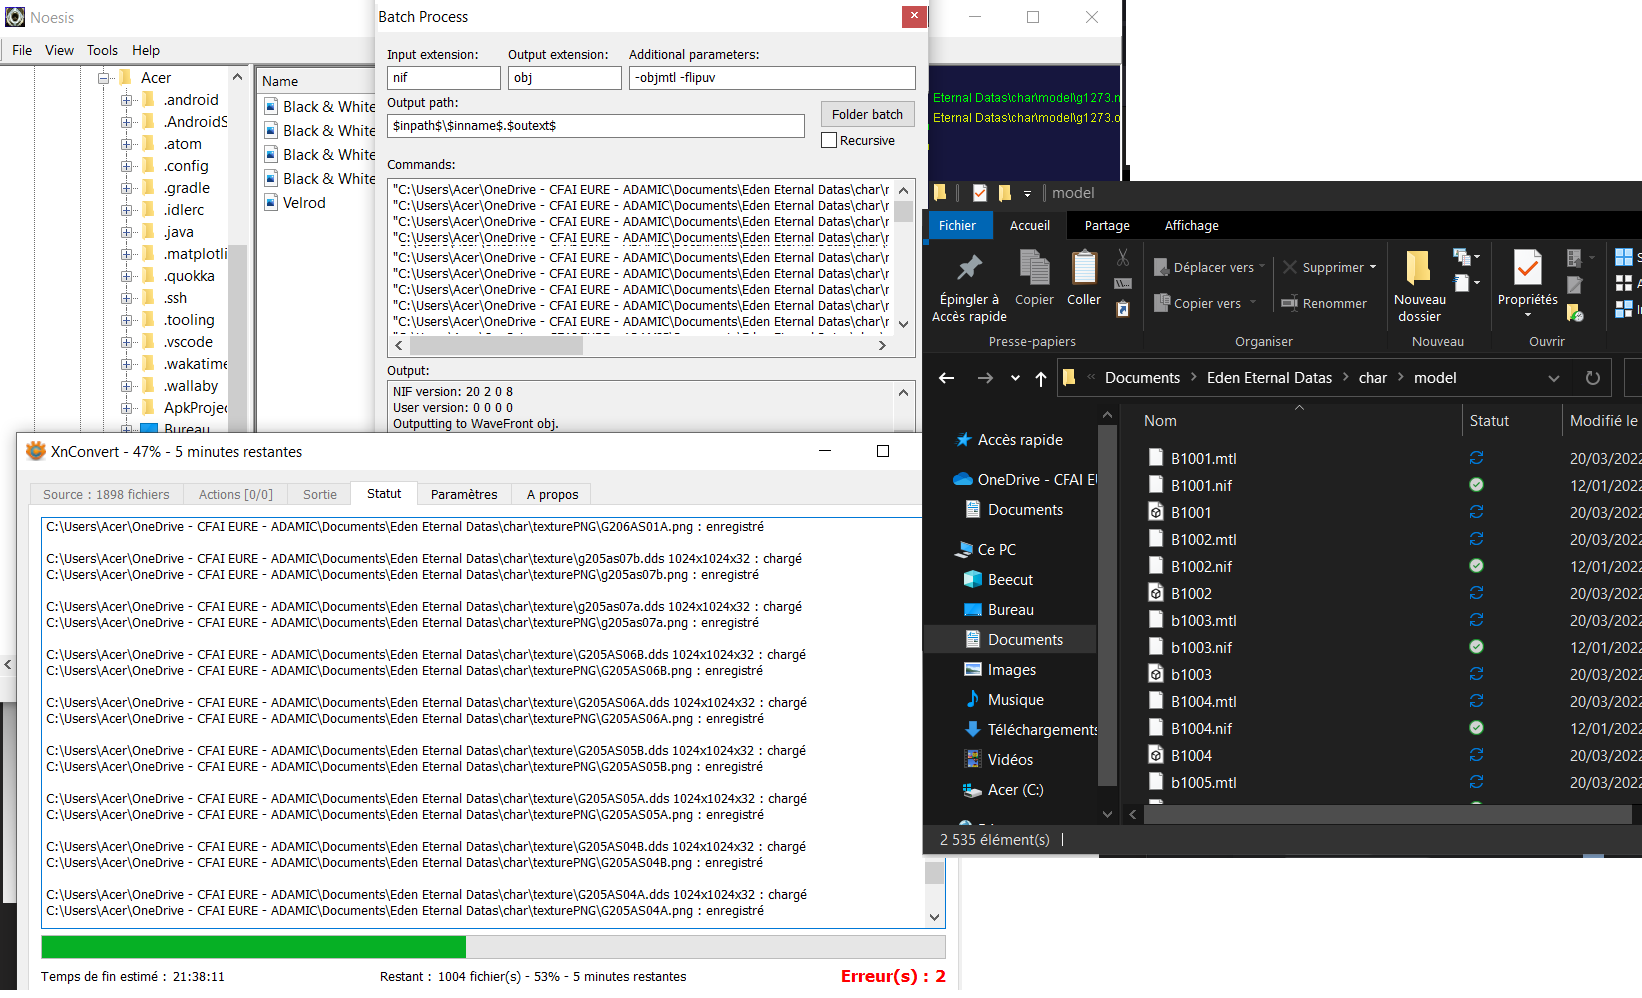 Noesis
File View Tools Help
Acer
.android
.AndroidS
.atom
.config
.gradle
.idlerc
.java
.matplotli
.quokka
.ssh
.tooling
.vscode
.wakatime
.wallaby
ApkProjec
Bureau
Name
Black & White
Black & White
Black & White
Black & White
Velrod
Batch Process
Input extension: Output extension: Additional parameters:
nif obj -objmtl -flipuv
Output path:
$inpath$\$inname$.$outext$
Folder batch
Recursive
Commands:
"C:\Users\Acer\OneDrive - CFAI EURE - ADAMIC\Documents\Eden Eternal Datas\char\r
"C:\Users\Acer\OneDrive - CFAI EURE - ADAMIC\Documents\Eden Eternal Datas\char\r
"C:\Users\Acer\OneDrive - CFAI EURE - ADAMIC\Documents\Eden Eternal Datas\char\r
"C:\Users\Acer\OneDrive - CFAI EURE - ADAMIC\Documents\Eden Eternal Datas\char\r
"C:\Users\Acer\OneDrive - CFAI EURE - ADAMIC\Documents\Eden Eternal Datas\char\r
"C:\Users\Acer\OneDrive - CFAI EURE - ADAMIC\Documents\Eden Eternal Datas\char\r
"C:\Users\Acer\OneDrive - CFAI EURE - ADAMIC\Documents\Eden Eternal Datas\char\r
"C:\Users\Acer\OneDrive - CFAI EURE - ADAMIC\Documents\Eden Eternal Datas\char\r
"C:\Users\Acer\OneDrive - CFAI EURE - ADAMIC\Documents\Eden Eternal Datas\char\r
Output:
NIF version: 20 2 0 8
User version: 0 0 0 0
Outputting to WaveFront obj.
Eternal Datas\char\model\g1273.n
Eternal Datas\char\model\g1273.o
XnConvert - 47% - 5 minutes restantes
Source : 1898 fichiers Actions [0/0] Sortie Statut Paramètres A propos
C:\Users\Acer\OneDrive - CFAI EURE - ADAMIC\Documents\Eden Eternal Datas\char\texturePNG\G206AS01A.png : enregistré
C:\Users\Acer\OneDrive - CFAI EURE - ADAMIC\Documents\Eden Eternal Datas\char\texture\g205as07b.dds 1024x1024x32 : chargé
C:\Users\Acer\OneDrive - CFAI EURE - ADAMIC\Documents\Eden Eternal Datas\char\texturePNG\g205as07b.png : enregistré
C:\Users\Acer\OneDrive - CFAI EURE - ADAMIC\Documents\Eden Eternal Datas\char\texture\g205as07a.dds 1024x1024x32 : chargé
C:\Users\Acer\OneDrive - CFAI EURE - ADAMIC\Documents\Eden Eternal Datas\char\texturePNG\g205as07a.png : enregistré
C:\Users\Acer\OneDrive - CFAI EURE - ADAMIC\Documents\Eden Eternal Datas\char\texture\G205AS06B.dds 1024x1024x32 : chargé
C:\Users\Acer\OneDrive - CFAI EURE - ADAMIC\Documents\Eden Eternal Datas\char\texturePNG\G205AS06B.png : enregistré
C:\Users\Acer\OneDrive - CFAI EURE - ADAMIC\Documents\Eden Eternal Datas\char\texture\G205AS06A.dds 1024x1024x32 : chargé
C:\Users\Acer\OneDrive - CFAI EURE - ADAMIC\Documents\Eden Eternal Datas\char\texturePNG\G205AS06A.png : enregistré
C:\Users\Acer\OneDrive - CFAI EURE - ADAMIC\Documents\Eden Eternal Datas\char\texture\G205AS05B.dds 1024x1024x32 : chargé
C:\Users\Acer\OneDrive - CFAI EURE - ADAMIC\Documents\Eden Eternal Datas\char\texturePNG\G205AS05B.png : enregistré
C:\Users\Acer\OneDrive - CFAI EURE - ADAMIC\Documents\Eden Eternal Datas\char\texture\G205AS05A.dds 1024x1024x32 : chargé
C:\Users\Acer\OneDrive - CFAI EURE - ADAMIC\Documents\Eden Eternal Datas\char\texturePNG\G205AS05A.png : enregistré
C:\Users\Acer\OneDrive - CFAI EURE - ADAMIC\Documents\Eden Eternal Datas\char\texture\G205AS04B.dds 1024x1024x32 : chargé
C:\Users\Acer\OneDrive - CFAI EURE - ADAMIC\Documents\Eden Eternal Datas\char\texturePNG\G205AS04B.png : enregistré
C:\Users\Acer\OneDrive - CFAI EURE - ADAMIC\Documents\Eden Eternal Datas\char\texture\G205AS04A.dds 1024x1024x32 : chargé
C:\Users\Acer\OneDrive - CFAI EURE - ADAMIC\Documents\Eden Eternal Datas\char\texturePNG\G205AS04A.png : enregistré
Temps de fin estimé : 21:38:11 Restant : 1004 fichier(s) - 53% - 5 minutes restantes Erreur(s) : 2
model
Fichier Accueil Partage Affichage
Épingler à
Accès rapide
Copier
Coller
Presse-papiers
Déplacer vers
Copier vers
Supprimer
Renommer
Organiser
Nouveau
dossier
Nouveau
Propriétés
Ouvrir
« Documents > Eden Eternal Datas > char > model
Accès rapide
OneDrive - CFAI E
Documents
Ce PC
Beecut
Bureau
Documents
Images
Musique
Téléchargements
Vidéos
Acer (C:)
Nom Statut Modifié le
B1001.mtl 20/03/2022
B1001.nif 12/01/2022
B1001 20/03/2022
B1002.mtl 20/03/2022
B1002.nif 12/01/2022
B1002 20/03/2022
b1003.mtl 20/03/2022
b1003.nif 12/01/2022
b1003 20/03/2022
B1004.mtl 20/03/2022
B1004.nif 12/01/2022
B1004 20/03/2022
b1005.mtl 20/03/2022
2 535 élément(s)